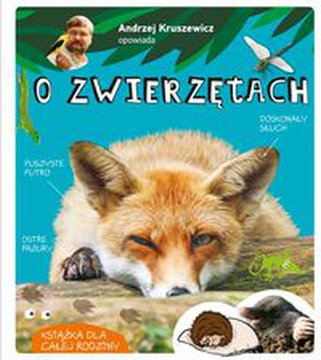 Andrzej Kruszewicz
opowiada
O ZWIERZĘTACH
DOSKONAŁY
SŁUCH
PUSZYSTE
FUTRO
OSTRE
PAZURY
KSIĄŻKA DLA
CAŁEJ RODZINY